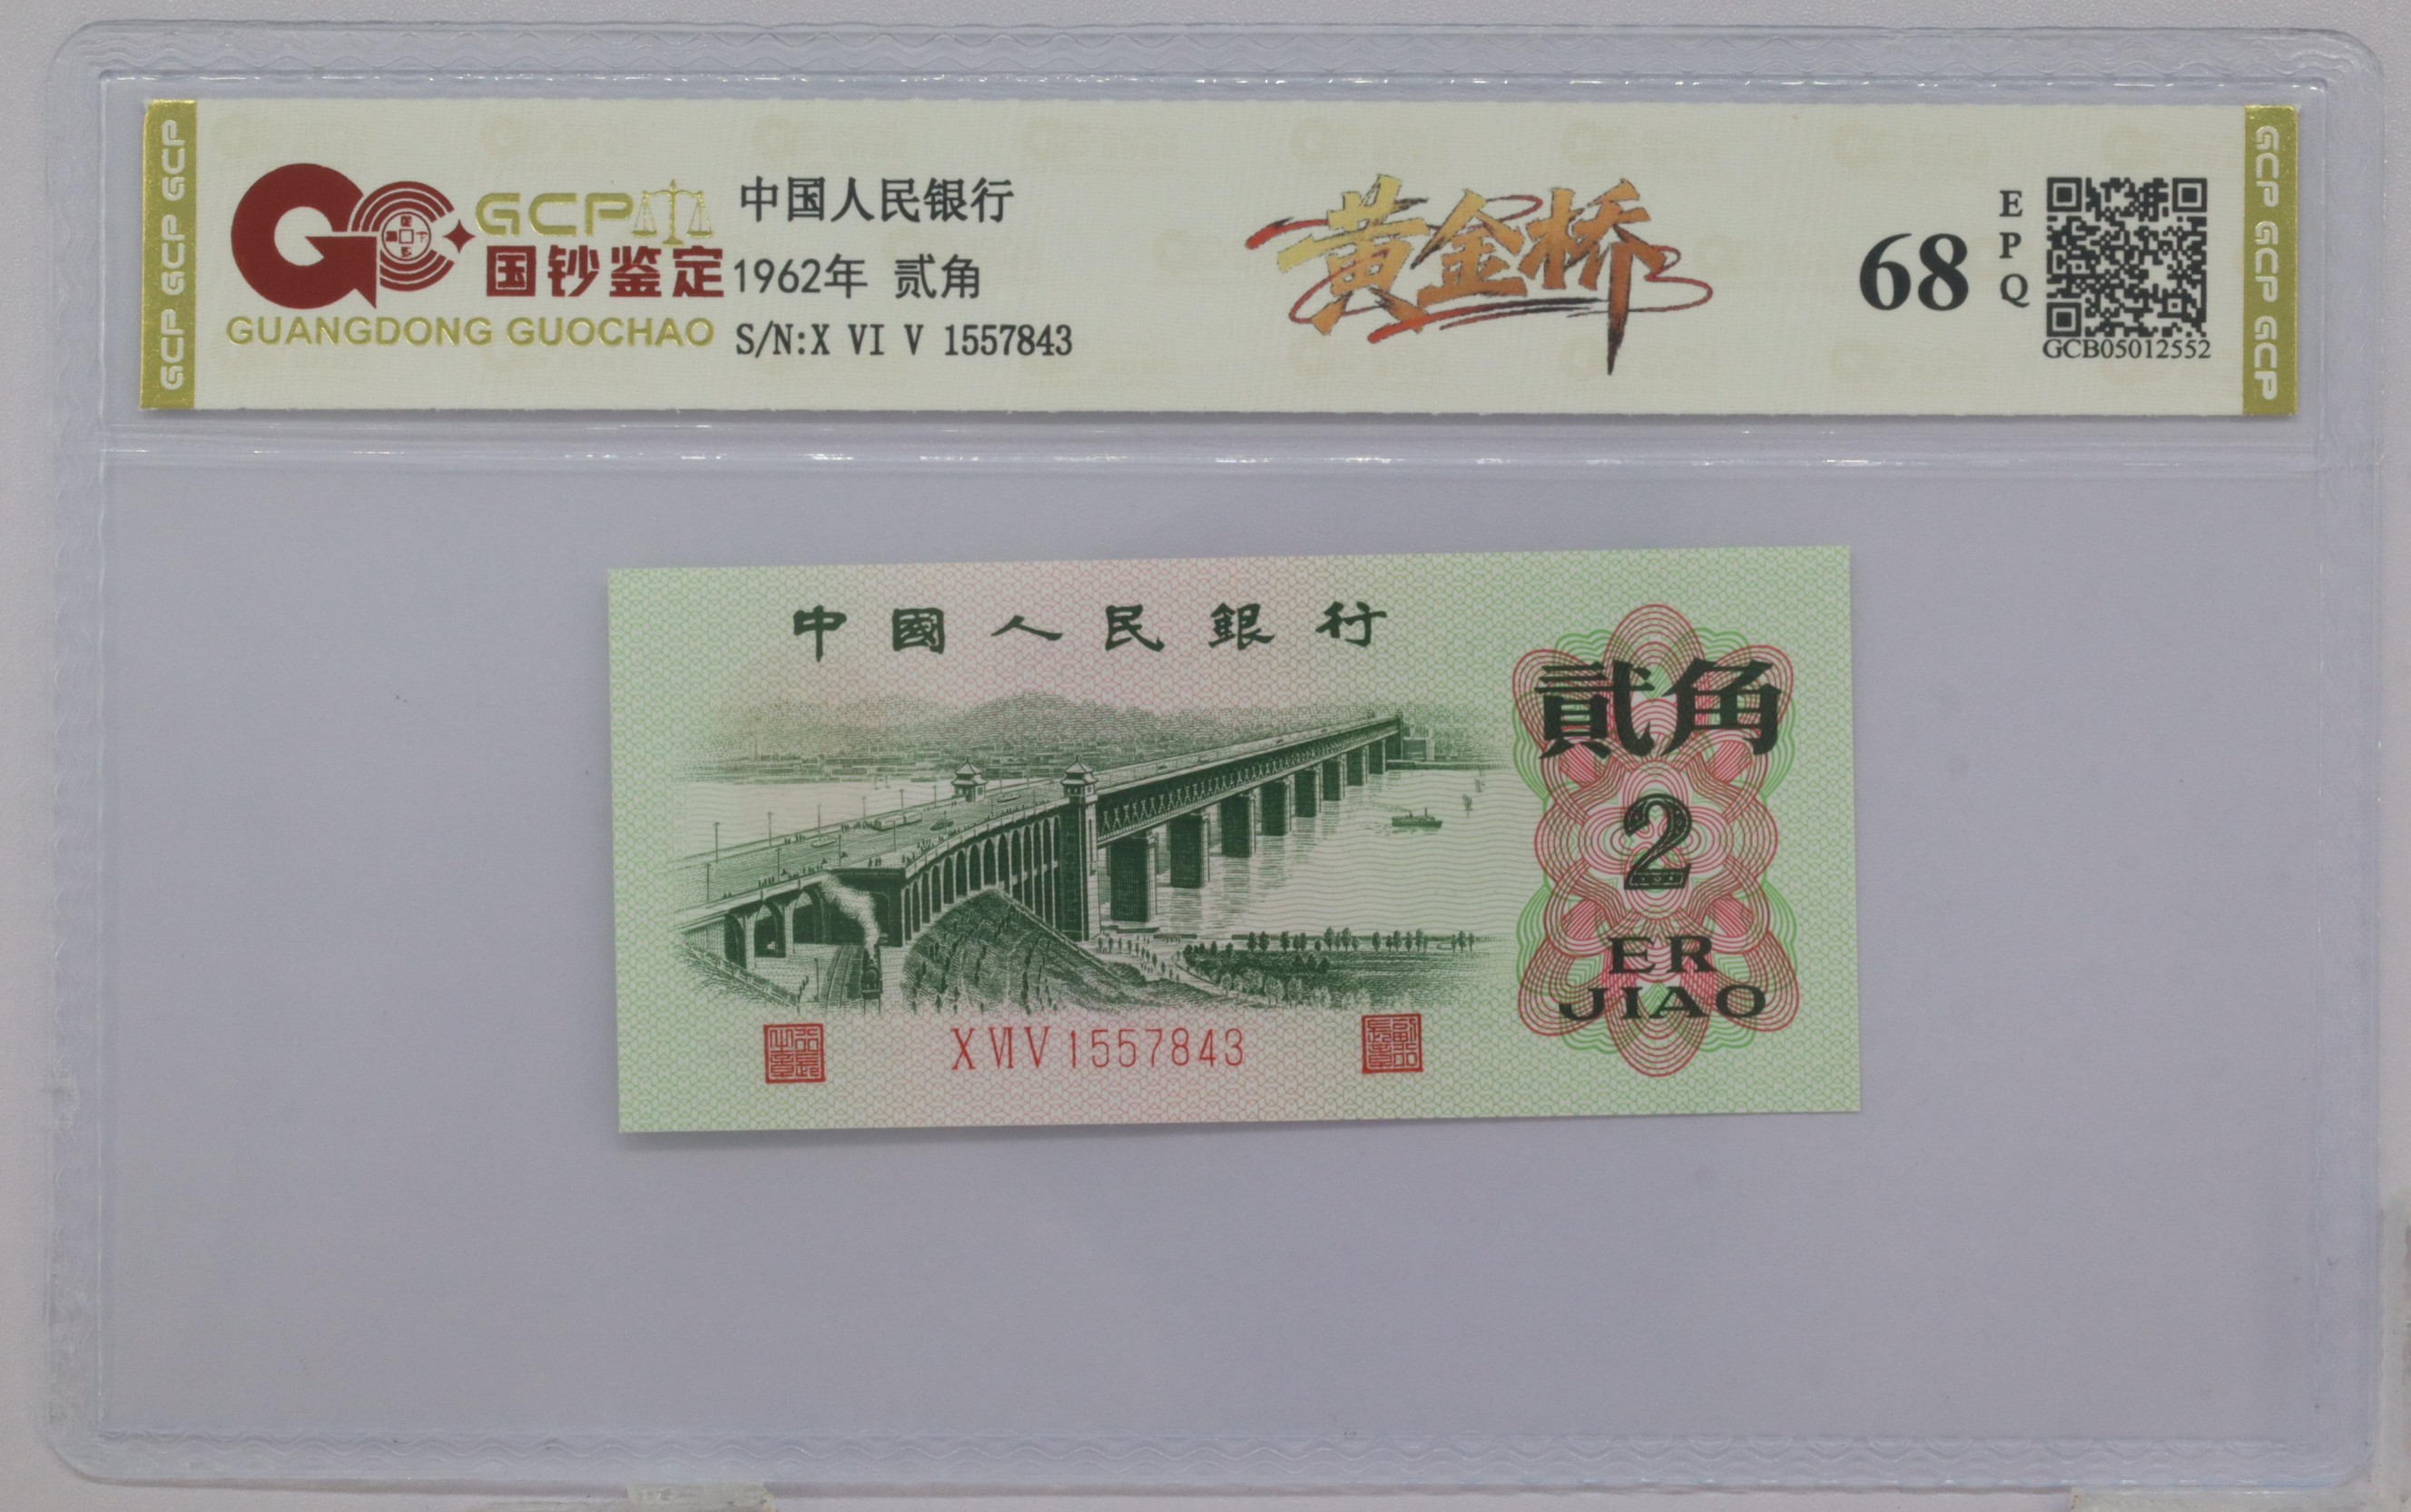 GCP GCP GCP
GCP
国钞鉴定
GUANGDONG GUOCHAO
中国人民银行
1962年 贰角
S/N:X VI V 1557843
黄金桥
68
EPQ
GCB05012552
GCP GCP GCP
中國人民銀行
貳角
2
ER
JIAO
X VI V 1557843